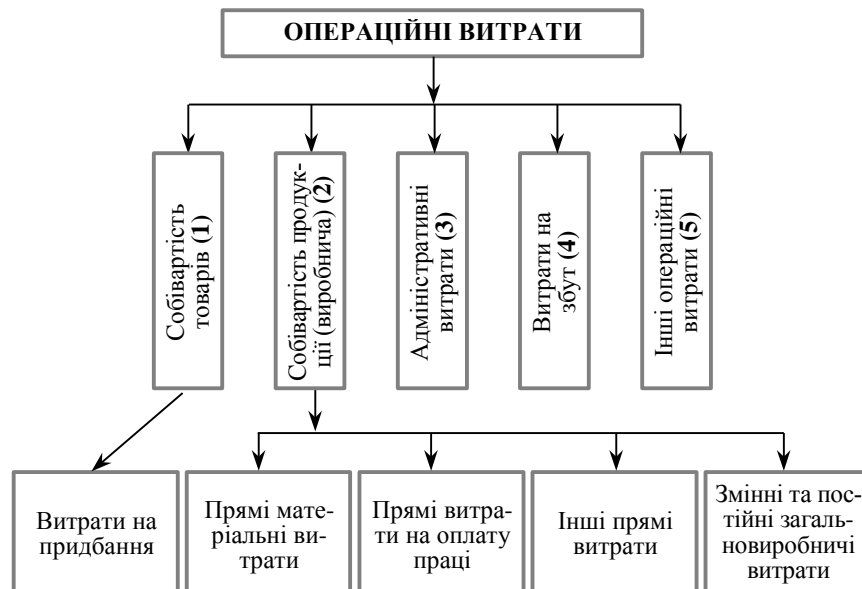 ОПЕРАЦІЙНІ ВИТРАТИ
Собівартість
товарів (1)
Собівартість продук-
ції (виробнича) (2)
Адміністративні
витрати (3)
Витрати на
збут (4)
Інші операційні
витрати (5)
Витрати на
придбання
Прямі мате-
ріальні ви-
трати
Прямі витра-
ти на оплату
праці
Інші прямі
витрати
Змінні та пос-
тійні загаль-
новиробничі
витрати